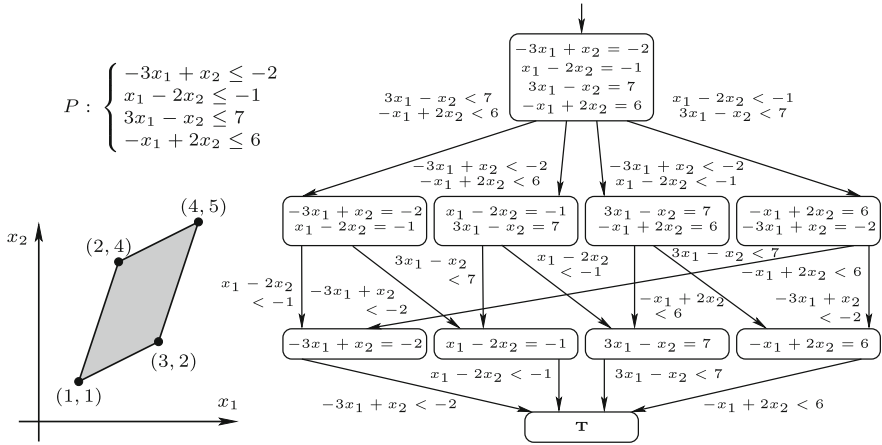 P : { −3x₁ + x₂ ≤ −2
x₁ − 2x₂ ≤ −1
3x₁ − x₂ ≤ 7
−x₁ + 2x₂ ≤ 6
x₂
(4, 5)
(2, 4)
(3, 2)
(1, 1)
x₁
−3x₁ + x₂ = −2
x₁ − 2x₂ = −1
3x₁ − x₂ = 7
−x₁ + 2x₂ = 6
3x₁ − x₂ < 7
−x₁ + 2x₂ < 6
x₁ − 2x₂ < −1
3x₁ − x₂ < 7
−3x₁ + x₂ < −2
−x₁ + 2x₂ < 6
−3x₁ + x₂ < −2
x₁ − 2x₂ < −1
−3x₁ + x₂ = −2
x₁ − 2x₂ = −1
x₁ − 2x₂ = −1
3x₁ − x₂ = 7
3x₁ − x₂ = 7
−x₁ + 2x₂ = 6
−x₁ + 2x₂ = 6
−3x₁ + x₂ = −2
x₁ − 2x₂
< −1
−3x₁ + x₂
< −2
3x₁ − x₂
< 7
x₁ − 2x₂
< −1
−x₁ + 2x₂
< 6
3x₁ − x₂ < 7
−x₁ + 2x₂ < 6
−3x₁ + x₂
< −2
−3x₁ + x₂ = −2
x₁ − 2x₂ = −1
3x₁ − x₂ = 7
−x₁ + 2x₂ = 6
−3x₁ + x₂ < −2
x₁ − 2x₂ < −1
3x₁ − x₂ < 7
−x₁ + 2x₂ < 6
T